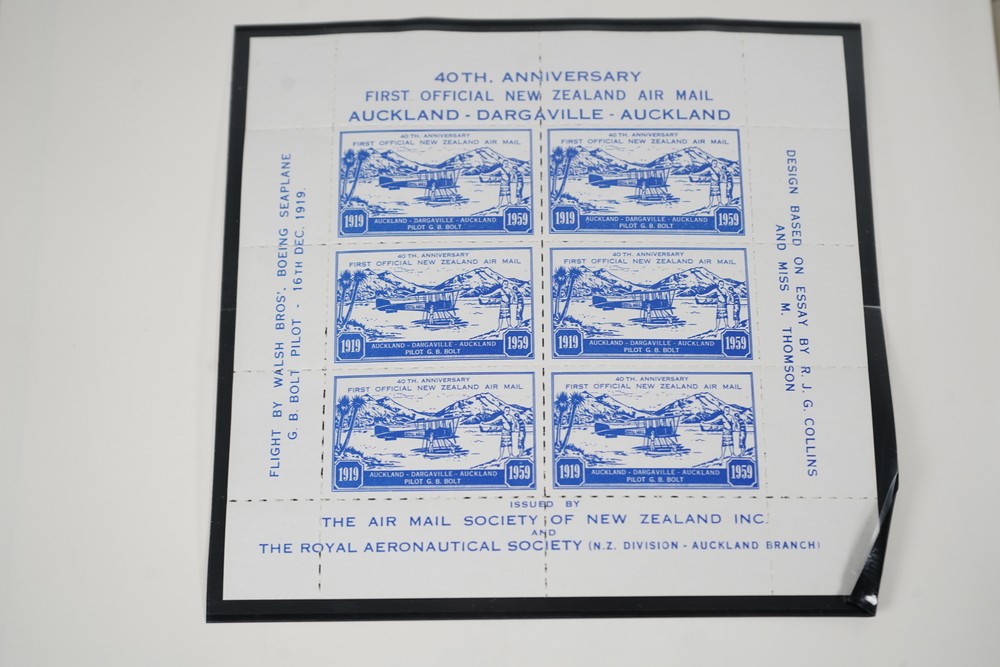 40TH. ANNIVERSARY
FIRST OFFICIAL NEW ZEALAND AIR MAIL
AUCKLAND - DARGAVILLE - AUCKLAND
FLIGHT BY WALSH BROS', BOEING SEAPLANE
G. B. BOLT PILOT - 16TH DEC. 1919.
40TH. ANNIVERSARY
FIRST OFFICIAL NEW ZEALAND AIR MAIL
1919
AUCKLAND - DARGAVILLE - AUCKLAND
PILOT G. B. BOLT
1959
40TH. ANNIVERSARY
FIRST OFFICIAL NEW ZEALAND AIR MAIL
1919
AUCKLAND - DARGAVILLE - AUCKLAND
PILOT G. B. BOLT
1959
40TH. ANNIVERSARY
FIRST OFFICIAL NEW ZEALAND AIR MAIL
1919
AUCKLAND - DARGAVILLE - AUCKLAND
PILOT G. B. BOLT
1959
40TH. ANNIVERSARY
FIRST OFFICIAL NEW ZEALAND AIR MAIL
1919
AUCKLAND - DARGAVILLE - AUCKLAND
PILOT G. B. BOLT
1959
40TH. ANNIVERSARY
FIRST OFFICIAL NEW ZEALAND AIR MAIL
1919
AUCKLAND - DARGAVILLE - AUCKLAND
PILOT G. B. BOLT
1959
40TH. ANNIVERSARY
FIRST OFFICIAL NEW ZEALAND AIR MAIL
1919
AUCKLAND - DARGAVILLE - AUCKLAND
PILOT G. B. BOLT
1959
DESIGN BASED ON ESSAY BY R. J. G. COLLINS
AND MISS M. THOMSON
ISSUED BY
THE AIR MAIL SOCIETY OF NEW ZEALAND INC.
AND
THE ROYAL AERONAUTICAL SOCIETY (N.Z. DIVISION - AUCKLAND BRANCH)